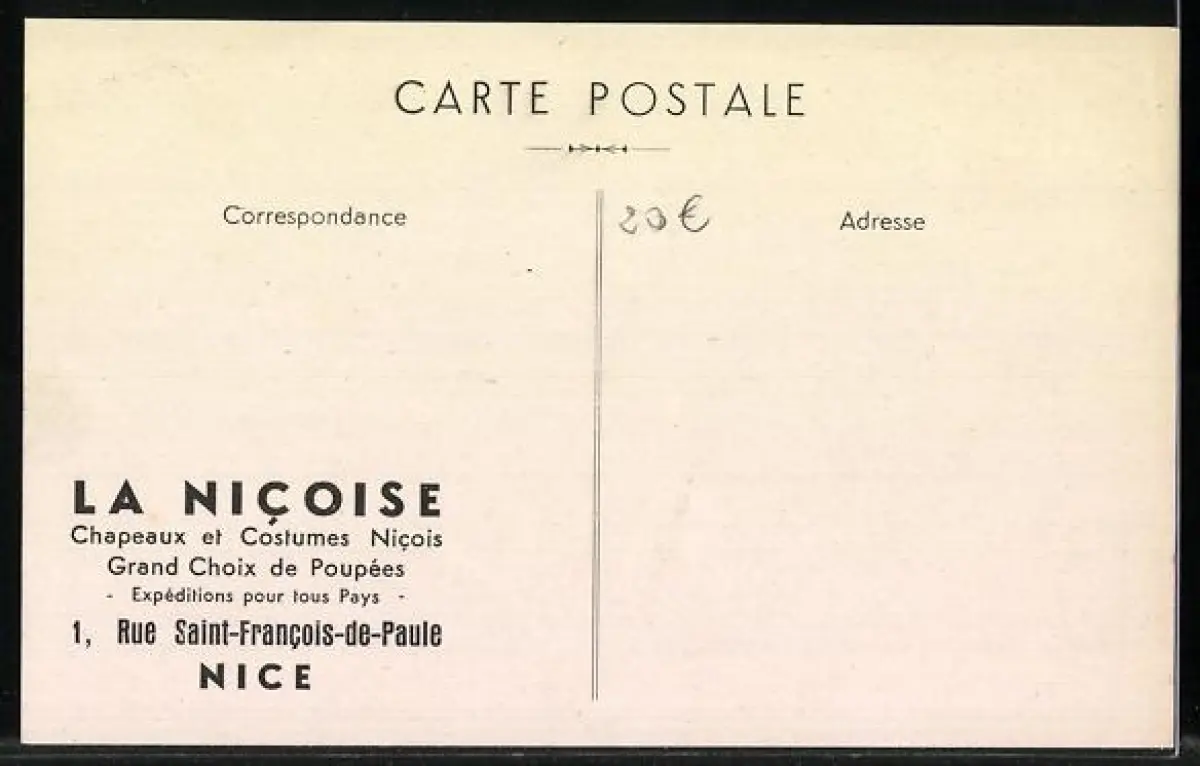 CARTE POSTALE
Correspondance
20€
Adresse
LA NIÇOISE
Chapeaux et Costumes Niçois
Grand Choix de Poupées
- Expéditions pour tous Pays -
1, Rue Saint-François-de-Paule
NICE